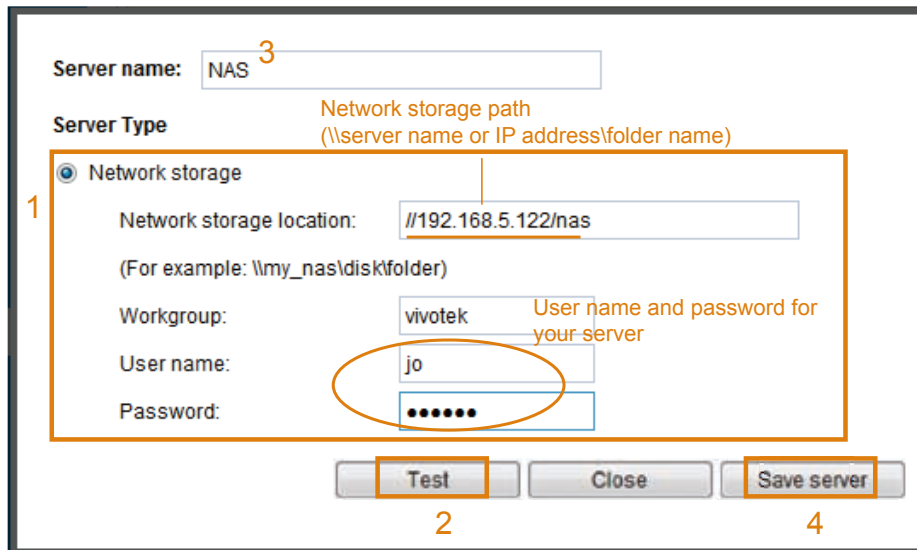 3
Server name: NAS
Network storage path
(\\server name or IP address\folder name)
Server Type
1
Network storage
Network storage location: //192.168.5.122/nas
(For example: \\my_nas\disk\folder)
Workgroup: vivotek
User name and password for
your server
User name: jo
Password: ●●●●●●
Test Close Save server
2 4